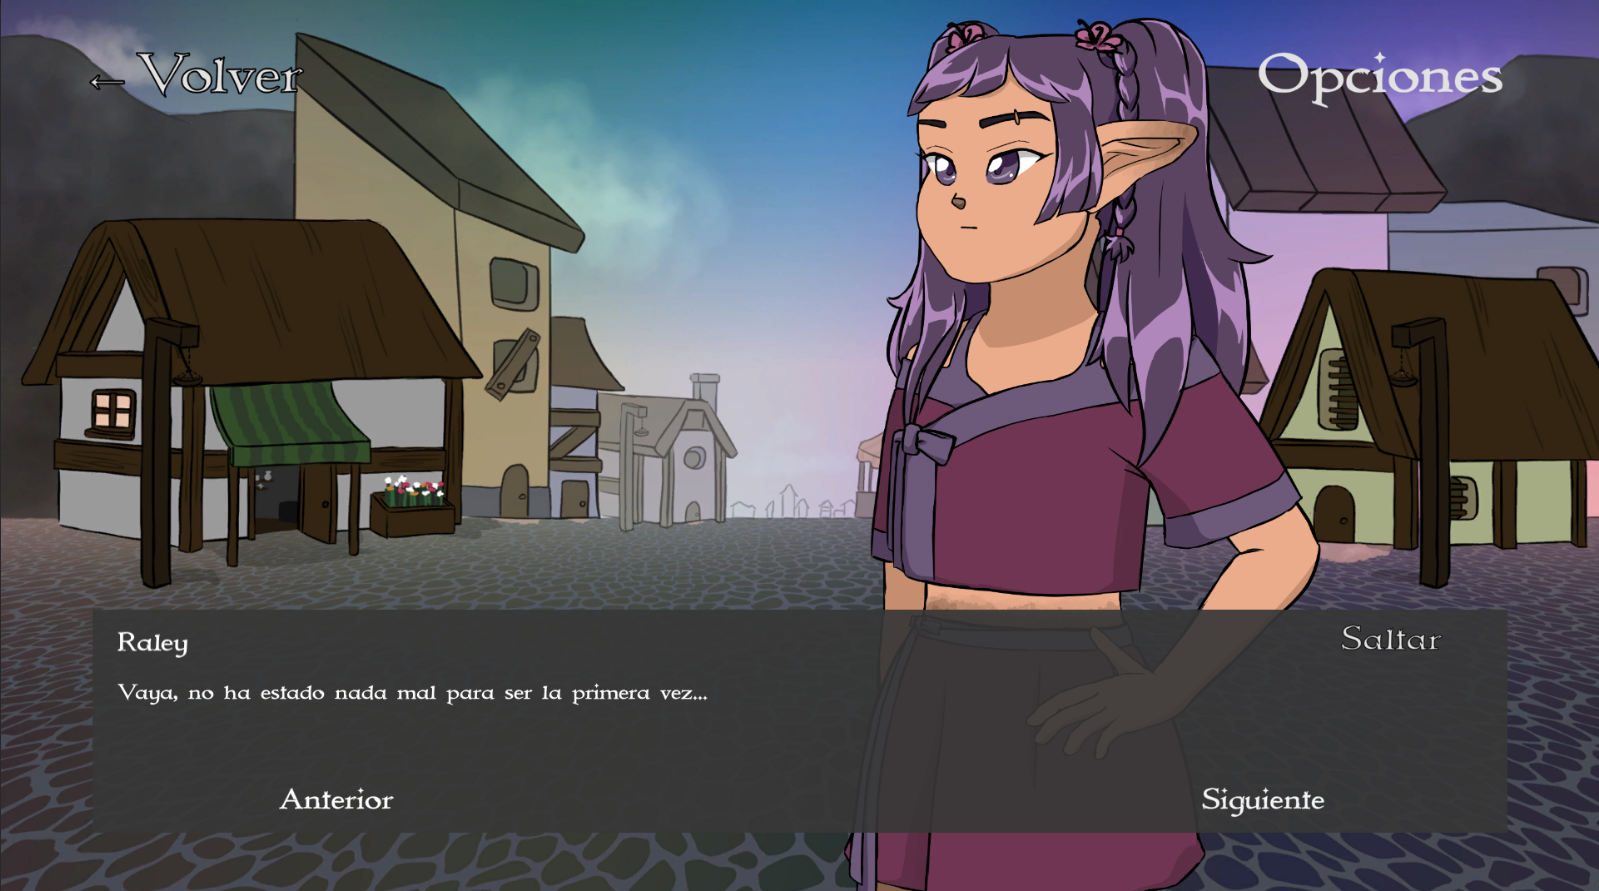 ← Volver
Opciones
Raley
Saltar
Vaya, no ha estado nada mal para ser la primera vez...
Anterior
Siguiente